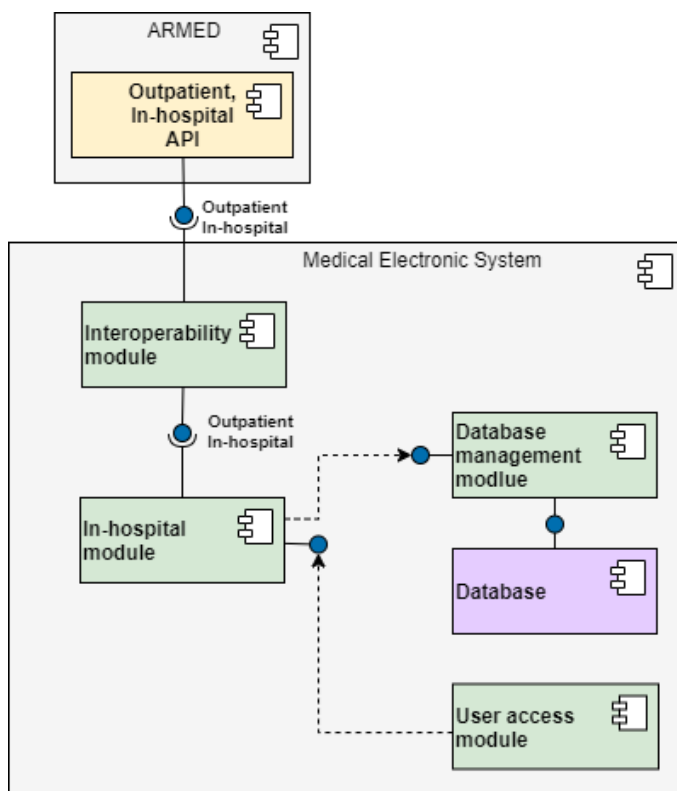 ARMED
Outpatient,
In-hospital
API
Outpatient
In-hospital
Medical Electronic System
Interoperability
module
Outpatient
In-hospital
Database
management
modlue
In-hospital
module
Database
User access
module